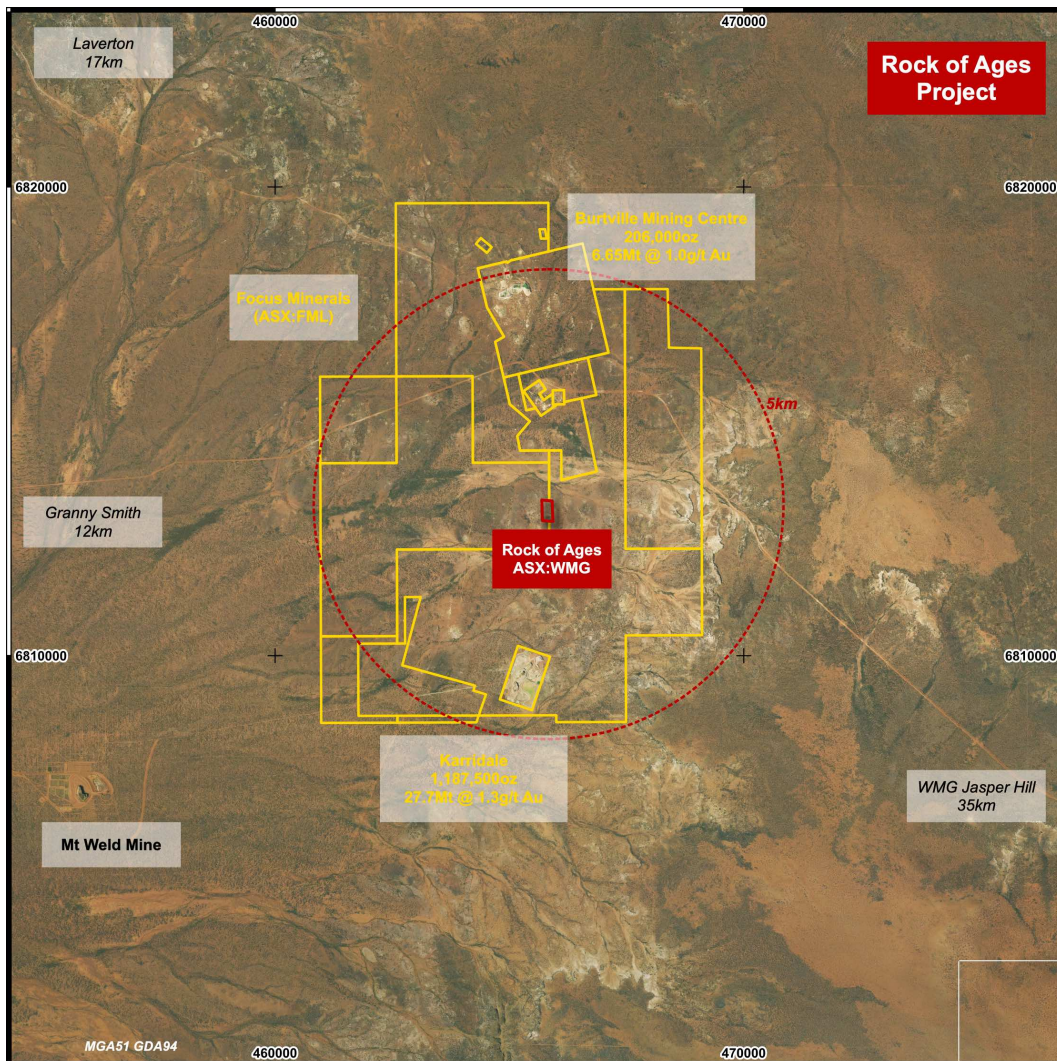 460000
470000
Laverton
17km
Rock of Ages
Project
6820000
6820000
Burtville Mining Centre
206,000oz
6.65Mt @ 1.0g/t Au
Focus Minerals
(ASX:FML)
5km
Granny Smith
12km
Rock of Ages
ASX:WMG
6810000
6810000
Karridale
1,187,500oz
27.7Mt @ 1.3g/t Au
WMG Jasper Hill
35km
Mt Weld Mine
MGA51 GDA94
460000
470000